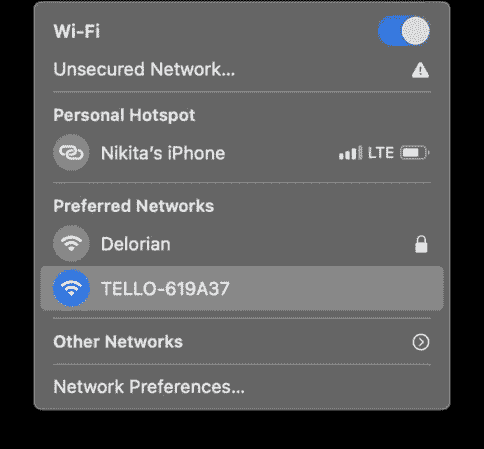 Wi-Fi
Unsecured Network...
Personal Hotspot
Nikita's iPhone LTE
Preferred Networks
Delorian
TELLO-619A37
Other Networks
Network Preferences...